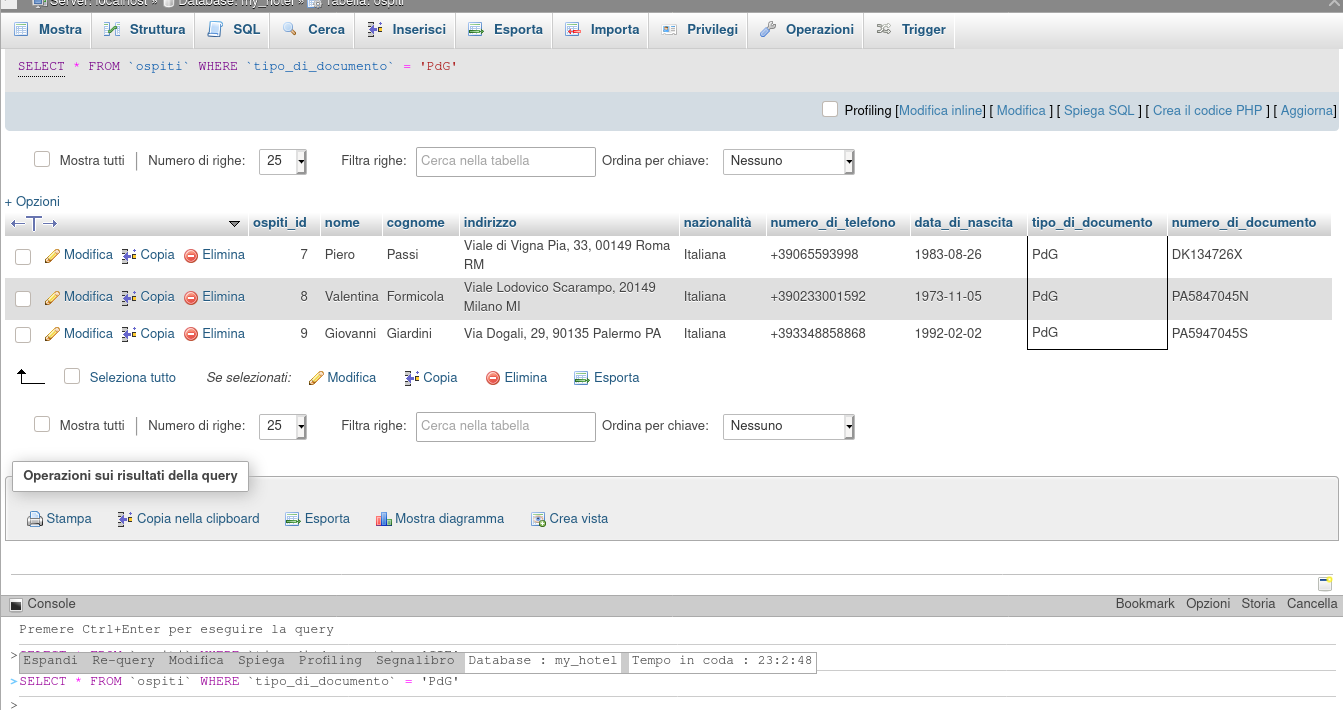 Server: localhost » Database: my_hotel » Tabella: ospiti
Mostra Struttura SQL Cerca Inserisci Esporta Importa Privilegi Operazioni Trigger
SELECT * FROM `ospiti` WHERE `tipo_di_documento` = 'PdG'
Profiling [Modifica inline] [ Modifica ] [ Spiega SQL ] [ Crea il codice PHP ] [ Aggiorna]
Mostra tutti | Numero di righe: 25 Filtra righe: Cerca nella tabella Ordina per chiave: Nessuno
+ Opzioni
←T→ ospiti_id nome cognome indirizzo nazionalità numero_di_telefono data_di_nascita tipo_di_documento numero_di_documento
Modifica Copia Elimina 7 Piero Passi Viale di Vigna Pia, 33, 00149 Roma RM Italiana +39065593998 1983-08-26 PdG DK134726X
Modifica Copia Elimina 8 Valentina Formicola Viale Lodovico Scarampo, 20149 Milano MI Italiana +390233001592 1973-11-05 PdG PA5847045N
Modifica Copia Elimina 9 Giovanni Giardini Via Dogali, 29, 90135 Palermo PA Italiana +393348858868 1992-02-02 PdG PA5947045S
Seleziona tutto Se selezionati: Modifica Copia Elimina Esporta
Mostra tutti | Numero di righe: 25 Filtra righe: Cerca nella tabella Ordina per chiave: Nessuno
Operazioni sui risultati della query
Stampa Copia nella clipboard Esporta Mostra diagramma Crea vista
Console Bookmark Opzioni Storia Cancella
Premere Ctrl+Enter per eseguire la query
>
Espandi Re-query Modifica Spiega Profiling Segnalibro Database : my_hotel Tempo in coda : 23:2:48
>SELECT * FROM `ospiti` WHERE `tipo_di_documento` = 'PdG'
>